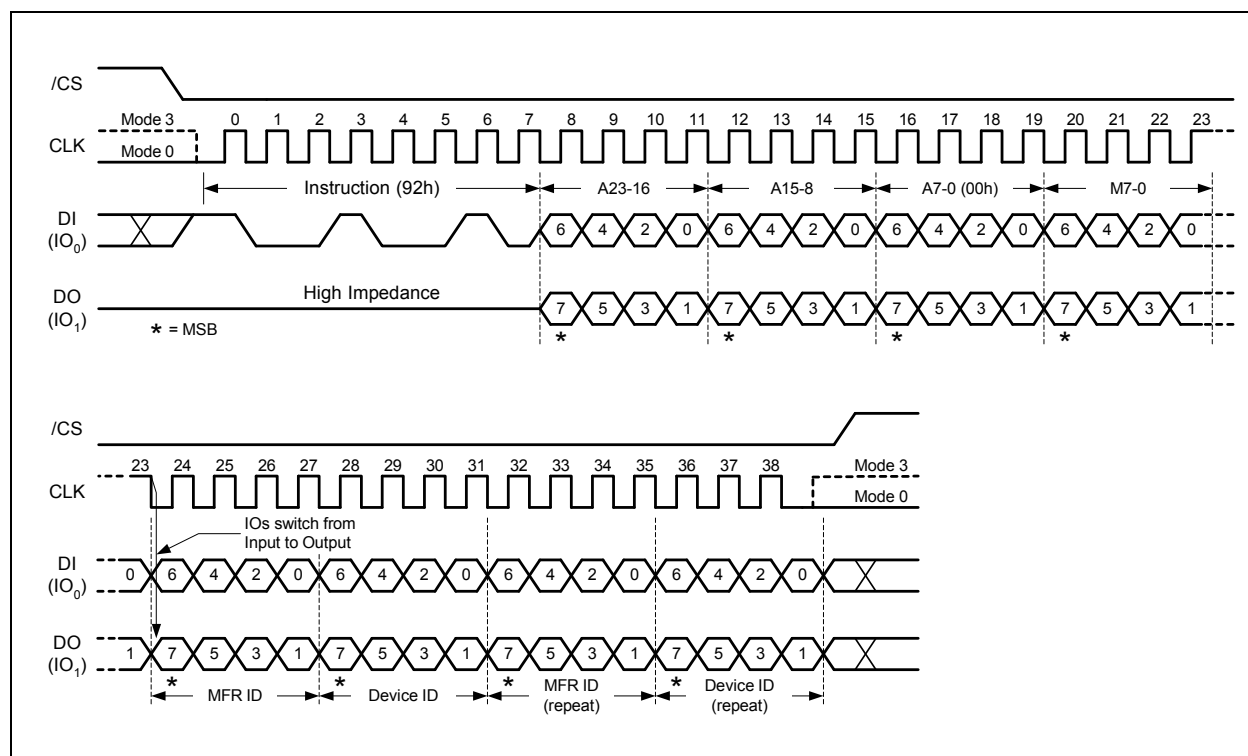 /CS
Mode 3
0 1 2 3 4 5 6 7 8 9 10 11 12 13 14 15 16 17 18 19 20 21 22 23
CLK
Mode 0
Instruction (92h) A23-16 A15-8 A7-0 (00h) M7-0
DI
(IO0)
6 4 2 0 6 4 2 0 6 4 2 0 6 4 2 0
High Impedance
DO
(IO1)
7 5 3 1 7 5 3 1 7 5 3 1 7 5 3 1
* = MSB
* * * *
/CS
23 24 25 26 27 28 29 30 31 32 33 34 35 36 37 38
Mode 3
CLK
Mode 0
IOs switch from
Input to Output
DI
(IO0)
0 6 4 2 0 6 4 2 0 6 4 2 0 6 4 2 0
DO
(IO1)
1 7 5 3 1 7 5 3 1 7 5 3 1 7 5 3 1
* * * *
MFR ID Device ID MFR ID
(repeat)
Device ID
(repeat)